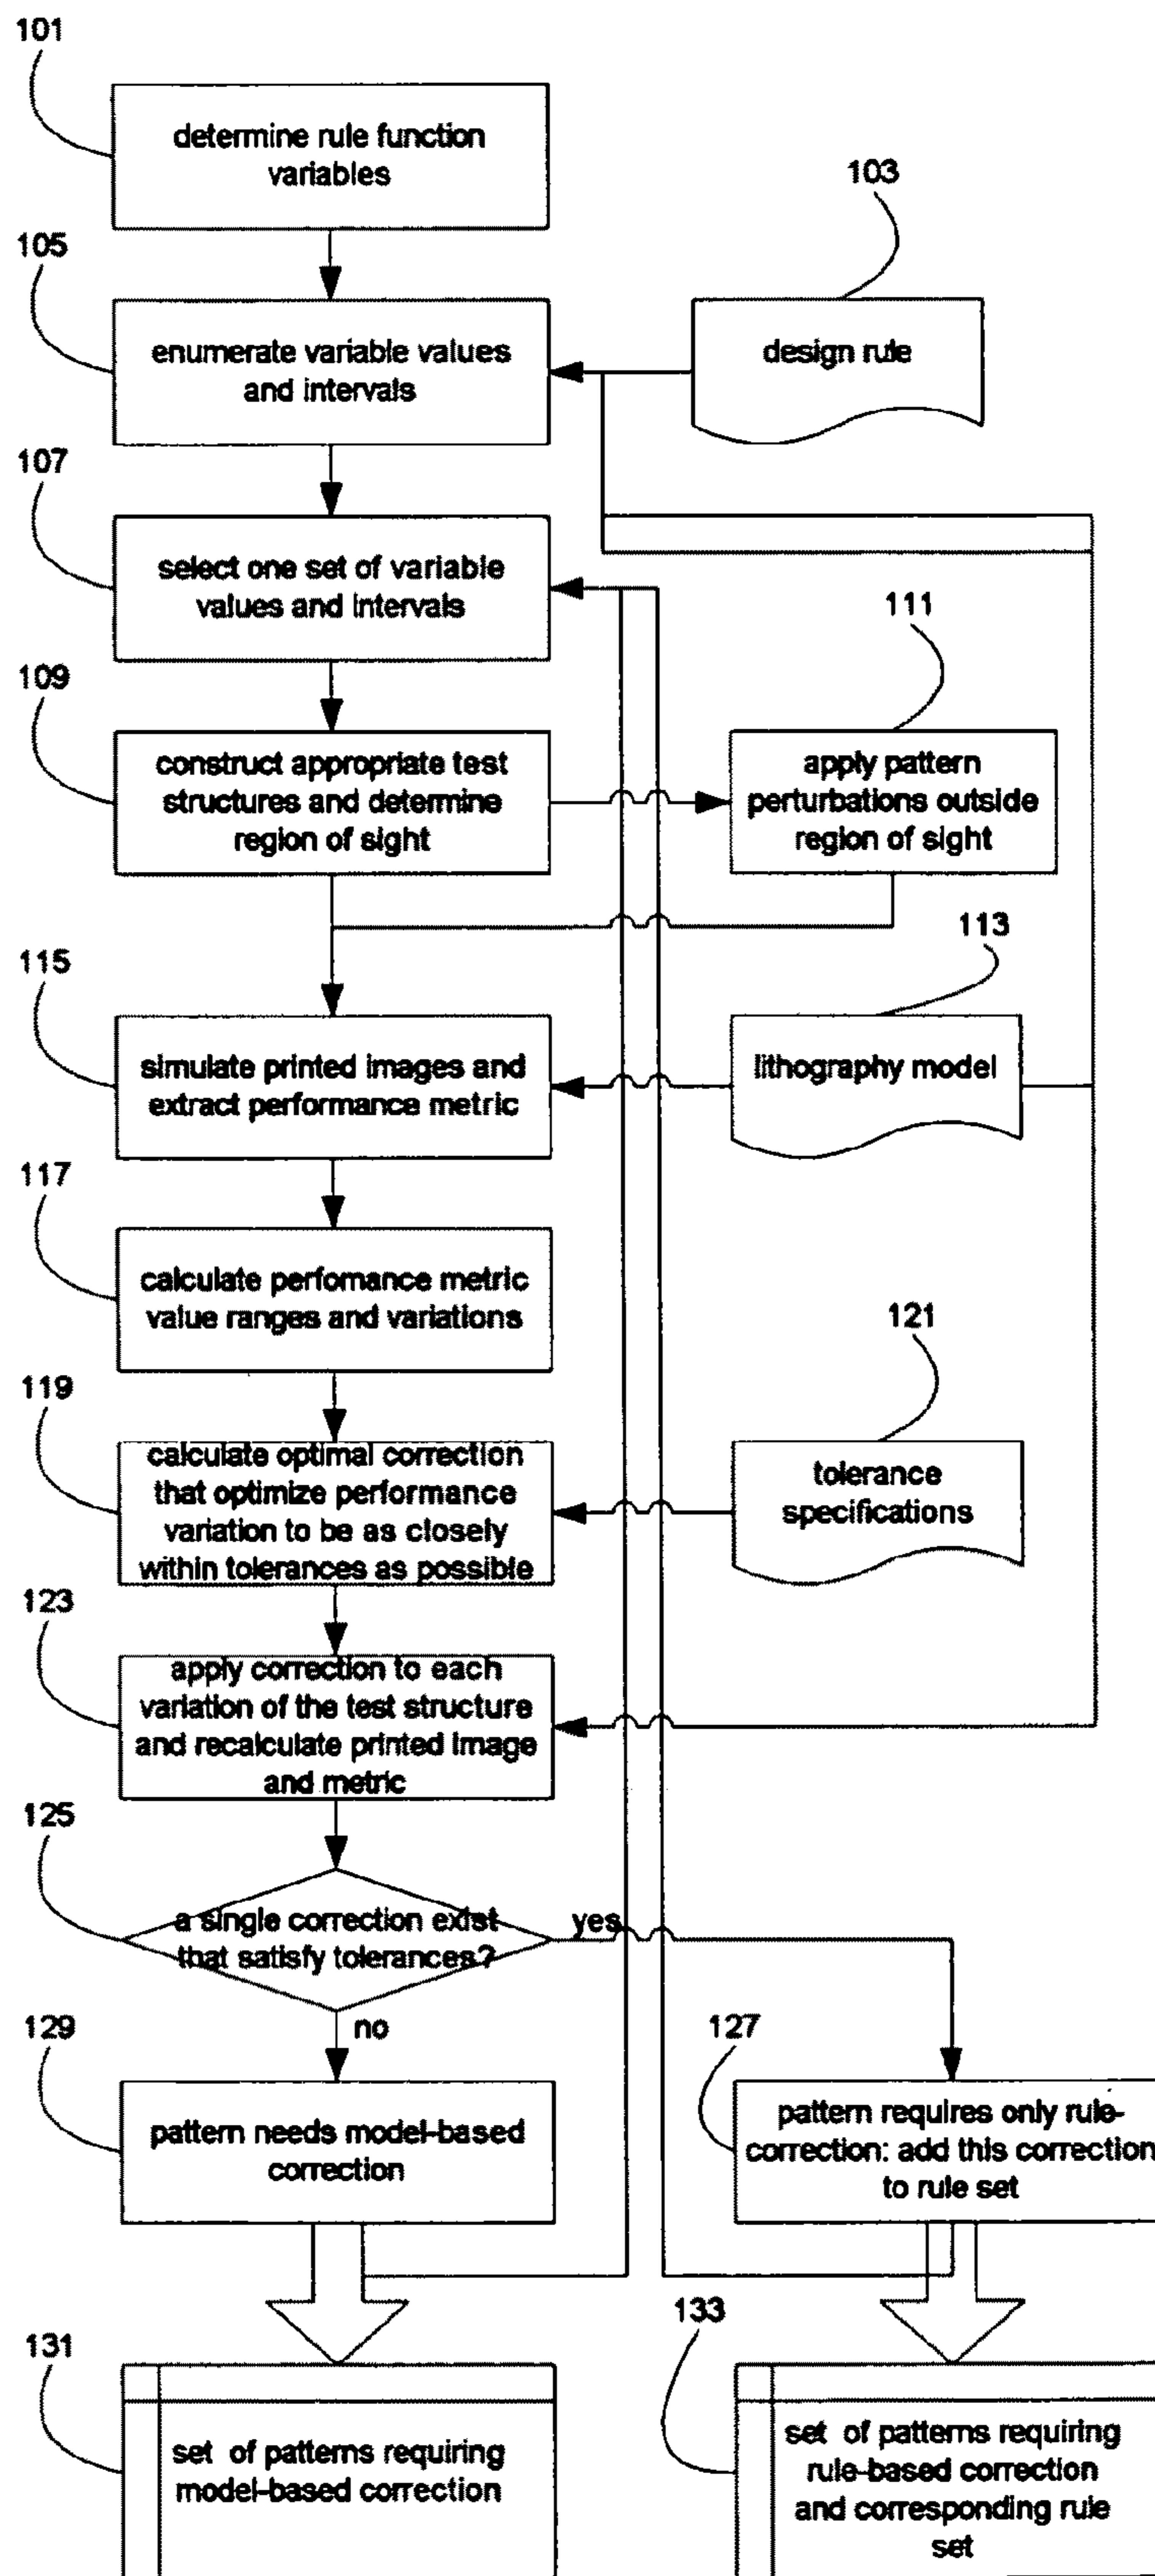 101
determine rule function
variables
103
105
enumerate variable values
and intervals
design rule
107
select one set of variable
values and intervals
111
109
construct appropriate test
structures and determine
region of sight
apply pattern
perturbations outside
region of sight
113
115
simulate printed images and
extract performance metric
lithography model
117
calculate perfomance metric
value ranges and variations
121
119
calculate optimal correction
that optimize performance
variation to be as closely
within tolerances as possible
tolerance
specifications
123
apply correction to each
variation of the test structure
and recalculate printed image
and metric
125
a single correction exist
that satisfy tolerances?
yes
no
129
127
pattern needs model-based
correction
pattern requires only rule-
correction: add this correction
to rule set
133
131
set of patterns requiring
model-based correction
set of patterns requiring
rule-based correction
and corresponding rule
set